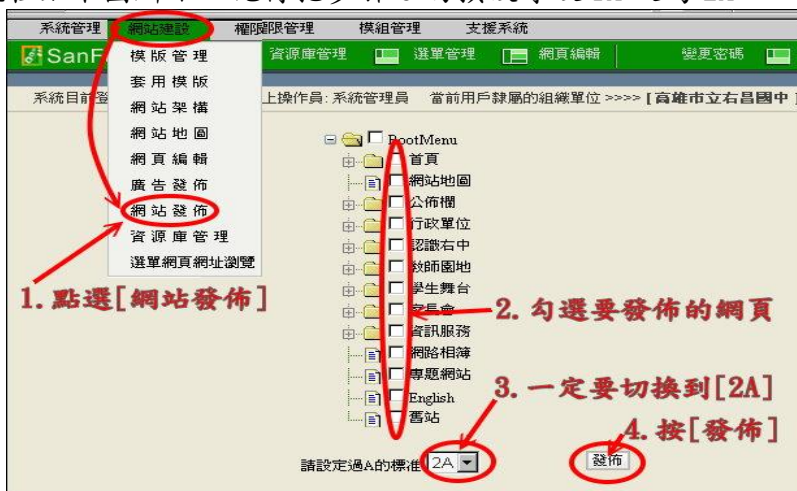 系統管理 網站建設 權限管理 模組管理 支援系統
SanF 資源庫管理 選單管理 網頁編輯 變更密碼
模版管理
套用模版
系統目前登 上操作員:系統管理員 當前用戶隸屬的組織單位 >>>> [高雄市立右昌國中]
網站架構
網站地圖
網頁編輯
廣告發佈
網站發佈
資源庫管理
選單網頁網址瀏覽
RootMenu
首頁
網站地圖
公佈欄
行政單位
認識右中
教師園地
學生舞台
家長會
資訊服務
網路相簿
專題網站
English
舊站
1. 點選[網站發佈]
2. 勾選要發佈的網頁
3. 一定要切換到[2A]
4. 按[發佈]
請設定過A的標準 2A 發佈